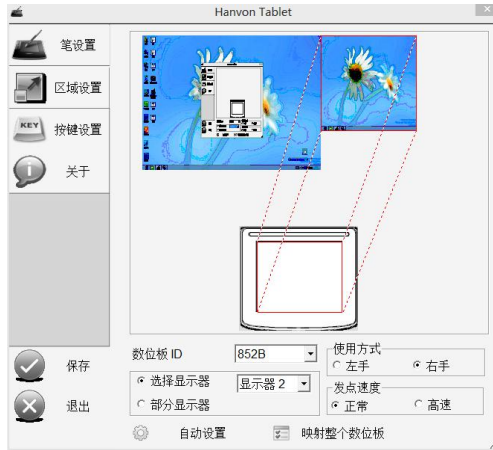 Hanvon Tablet
笔设置
区域设置
KEY
按键设置
关于
保存
退出
数位板 ID
852B
使用方式
左手
右手
选择显示器
显示器 2
部分显示器
发点速度
正常
高速
自动设置
映射整个数位板